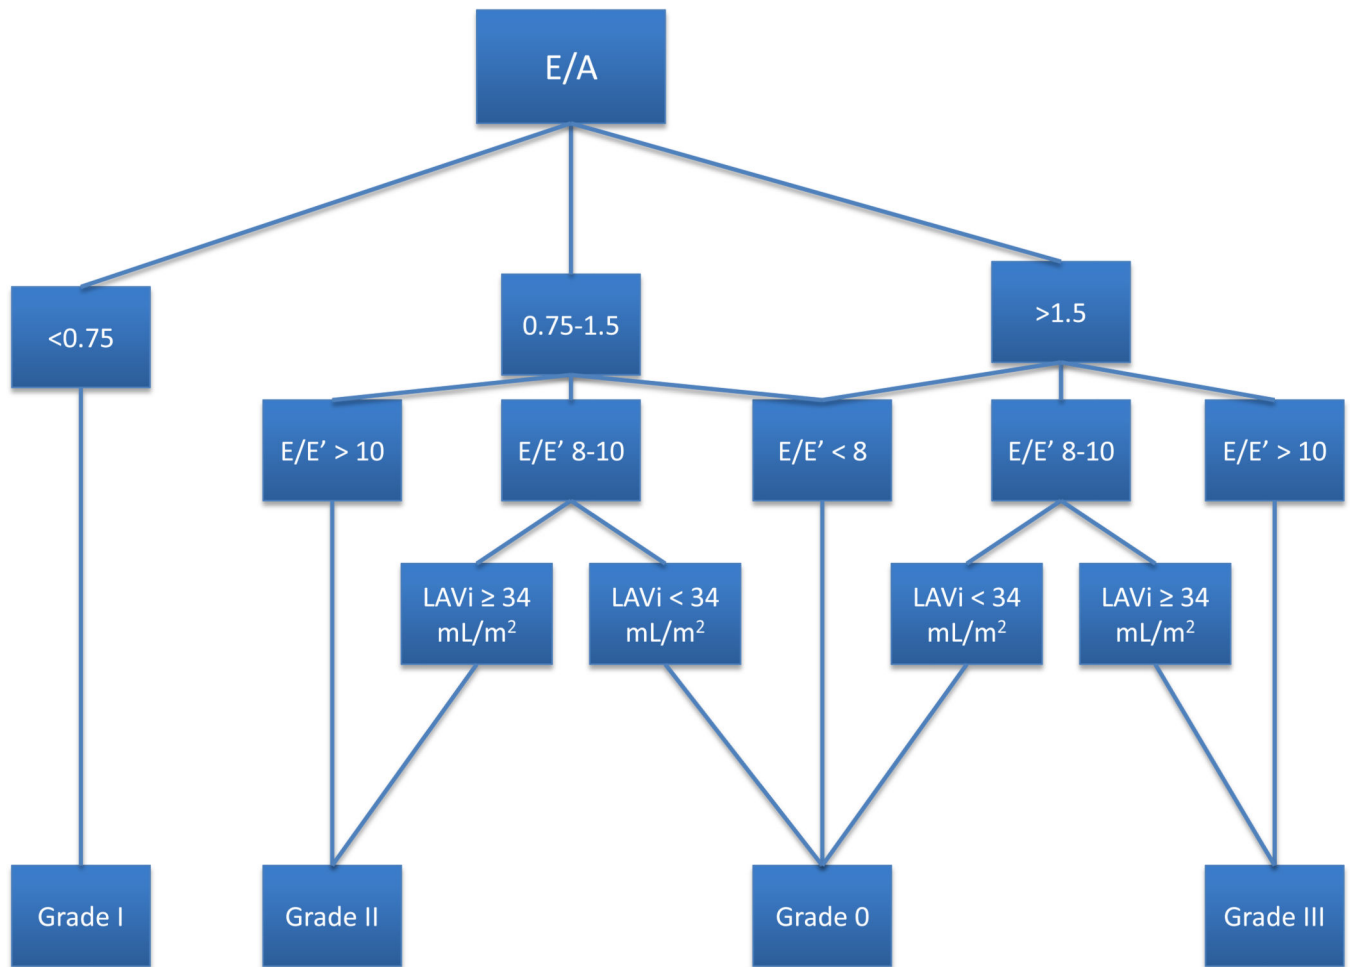 E/A
<0.75
0.75-1.5
>1.5
E/E’ > 10
E/E’ 8-10
E/E’ < 8
E/E’ 8-10
E/E’ > 10
LAVi ≥ 34
mL/m²
LAVi < 34
mL/m²
LAVi < 34
mL/m²
LAVi ≥ 34
mL/m²
Grade I
Grade II
Grade 0
Grade III